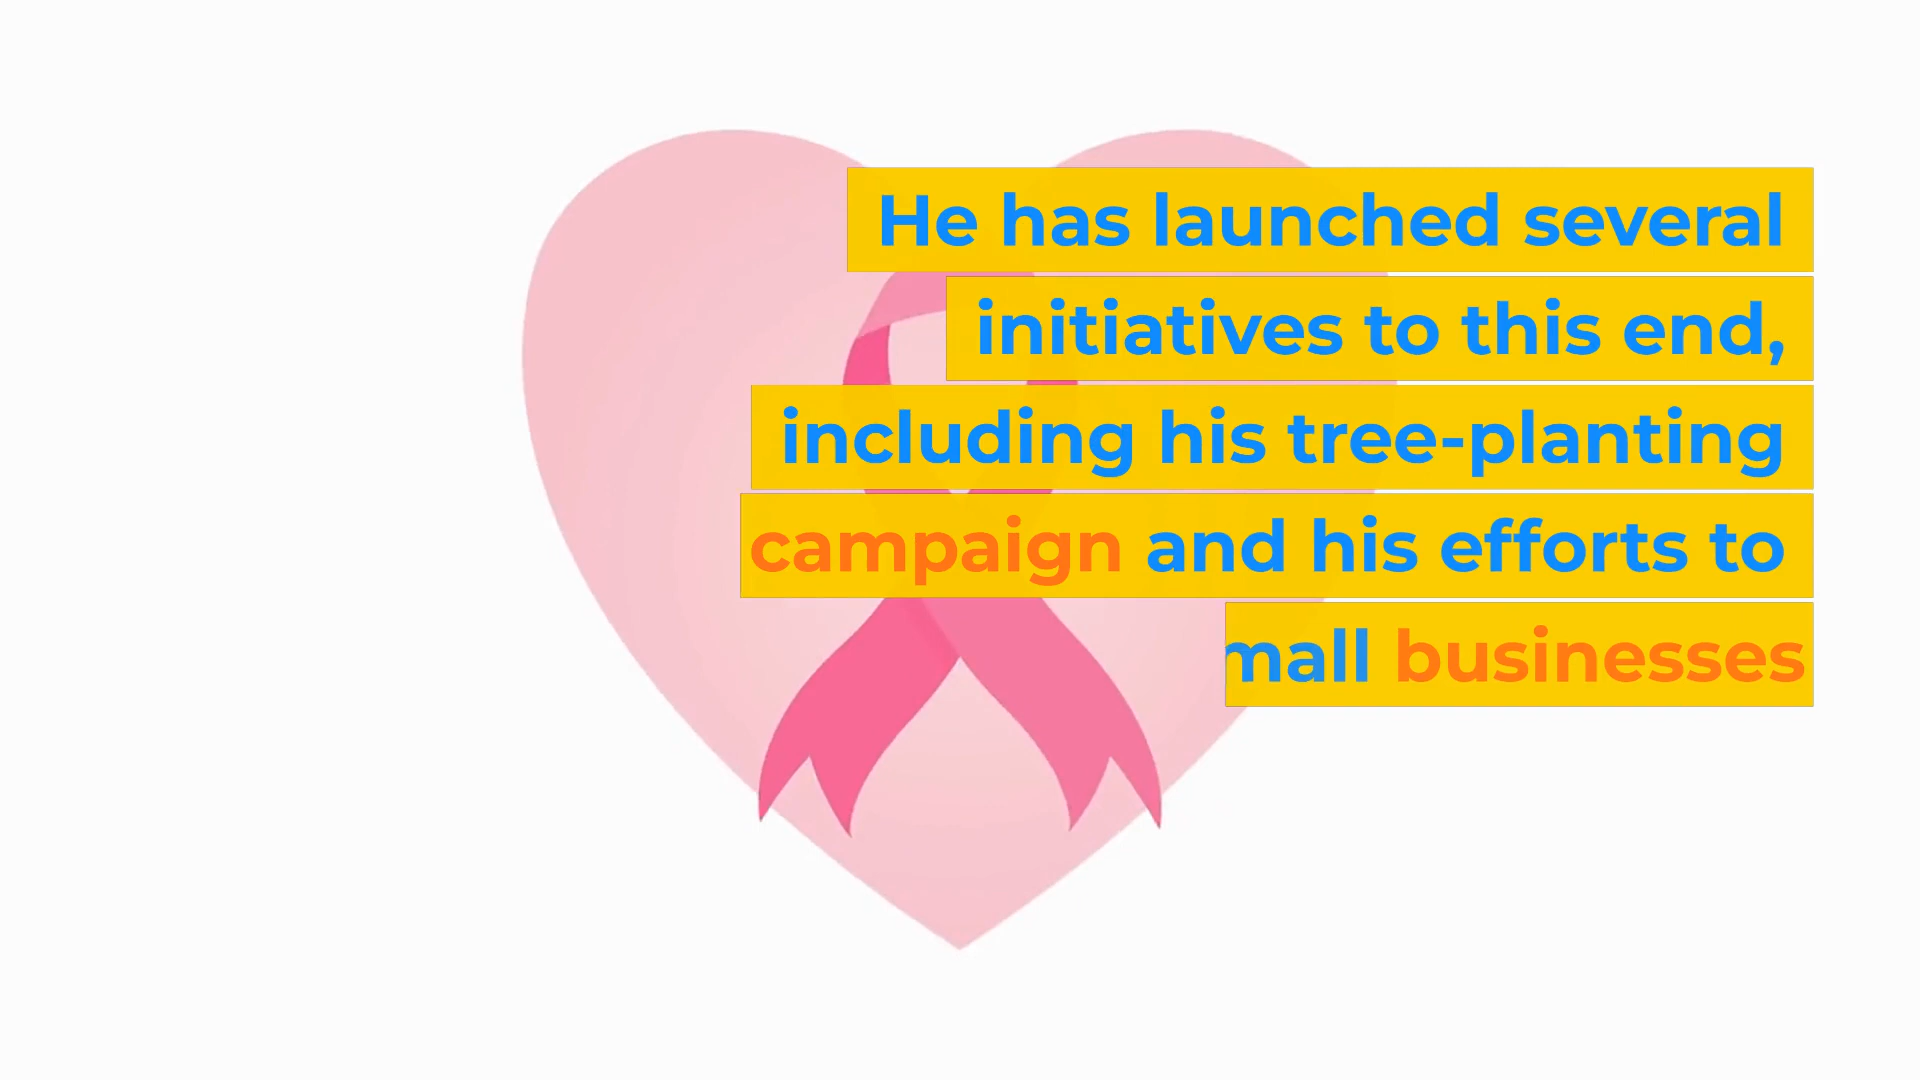 He has launched several
initiatives to this end,
including his tree-planting
campaign and his efforts to
mall businesses